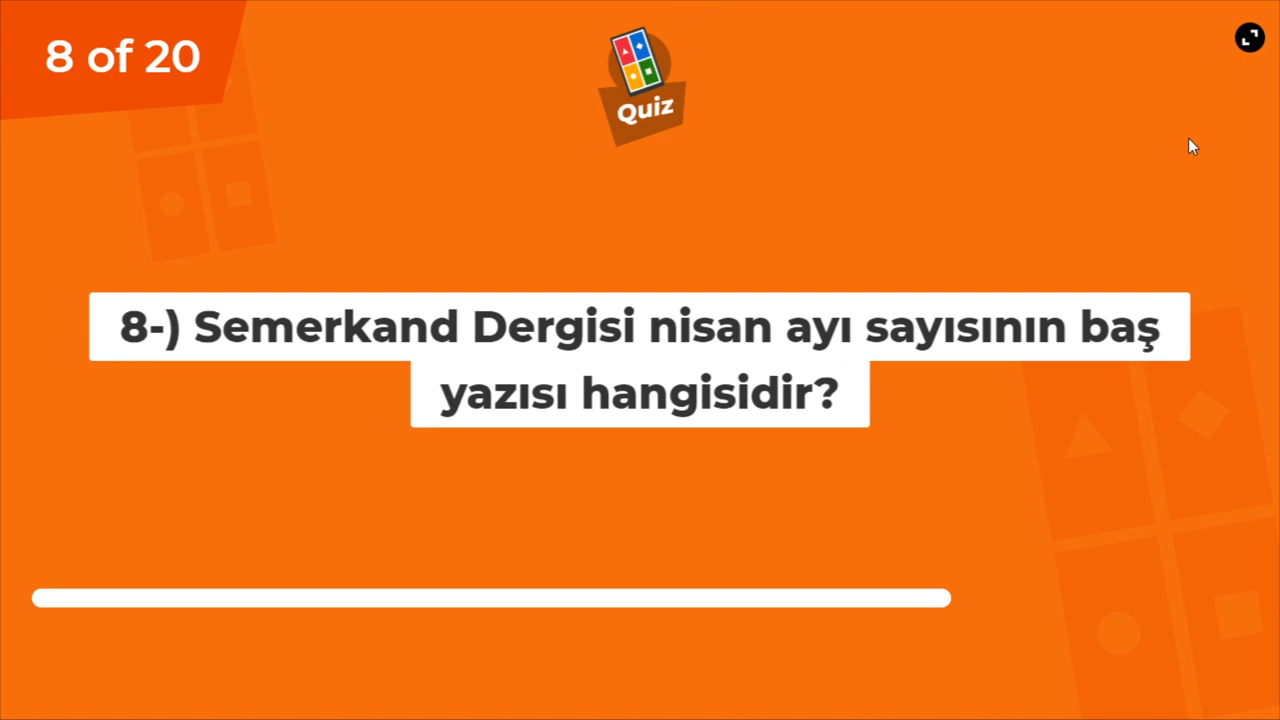 8 of 20
Quiz
8-) Semerkand Dergisi nisan ayı sayısının baş
yazısı hangisidir?